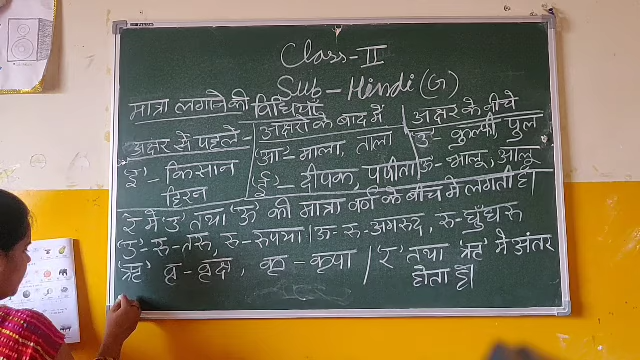 Class - II
Sub - Hindi (G)
मात्रा लगाने की विधियाँ
अक्षर से पहले - | अक्षरों के बाद में | अक्षर के नीचे
'इ' - किसान | 'आ' - माला, ताला | 'उ' - कुल्फी, पुल
हिरन | 'ई' - दीपक, पपीता | ऊ - भालू, आलू
'र' में 'उ' तथा 'ऊ' की मात्रा वर्ण के बीच में लगती है।
'उ' - रु - तरु, रु - रुपया | ऊ - रू - अमरूद, रू - घुँघरू
'ऋ' वृ - वृक्ष, कृ - कृपा | 'र' तथा 'ऋ' में अंतर
होता है।